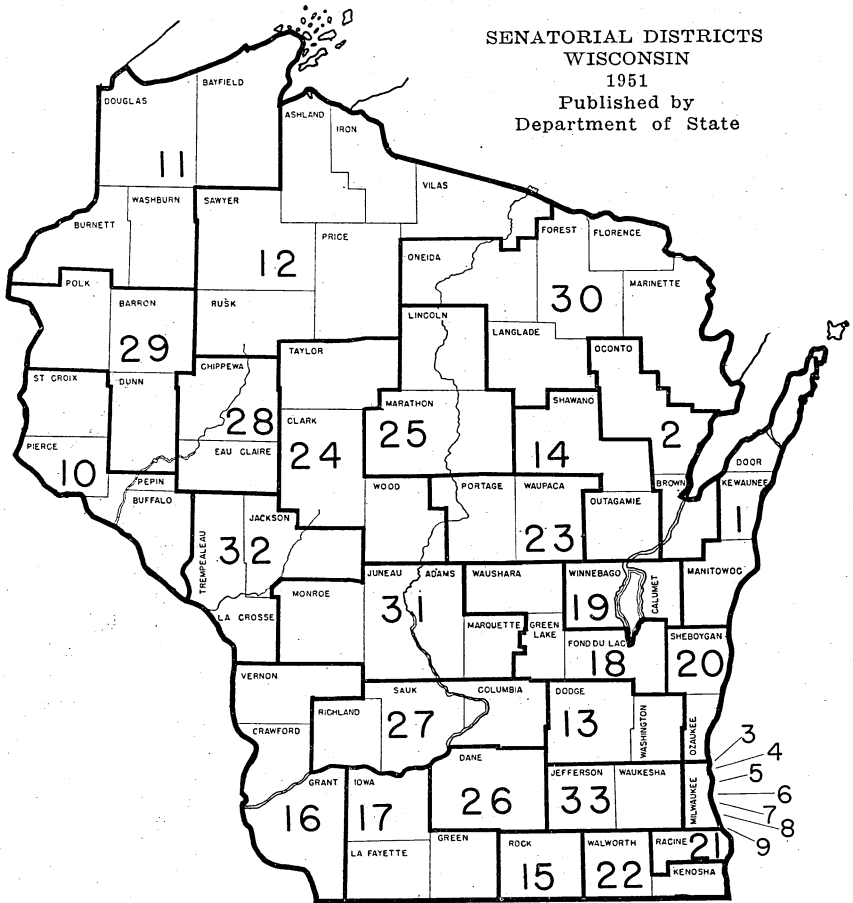 SENATORIAL DISTRICTS
WISCONSIN
1951
Published by
Department of State
DOUGLAS
BAYFIELD
ASHLAND
IRON
11
VILAS
WASHBURN
SAWYER
BURNETT
PRICE
FOREST
FLORENCE
12
ONEIDA
POLK
MARINETTE
BARRON
RUSK
30
LINCOLN
29
LANGLADE
TAYLOR
OCONTO
CHIPPEWA
ST CROIX
DUNN
MARATHON
SHAWANO
28
CLARK
25
2
PIERCE
EAU CLAIRE
24
14
10
DOOR
PEPIN
WOOD
PORTAGE
WAUPACA
BROWN
KEWAUNEE
BUFFALO
OUTAGAMIE
1
JACKSON
TREMPEALEAU
32
23
JUNEAU
ADAMS
WAUSHARA
WINNEBAGO
MANITOWOC
MONROE
31
19
CALUMET
LA CROSSE
MARQUETTE
GREEN
LAKE
FOND DU LAC
SHEBOYGAN
18
20
VERNON
SAUK
COLUMBIA
DODGE
RICHLAND
27
13
WASHINGTON
OZAUKEE
CRAWFORD
3
DANE
4
GRANT
IOWA
JEFFERSON
WAUKESHA
MILWAUKEE
5
16
17
26
33
6
7
8
GREEN
ROCK
WALWORTH
RACINE
21
9
LA FAYETTE
15
22
KENOSHA